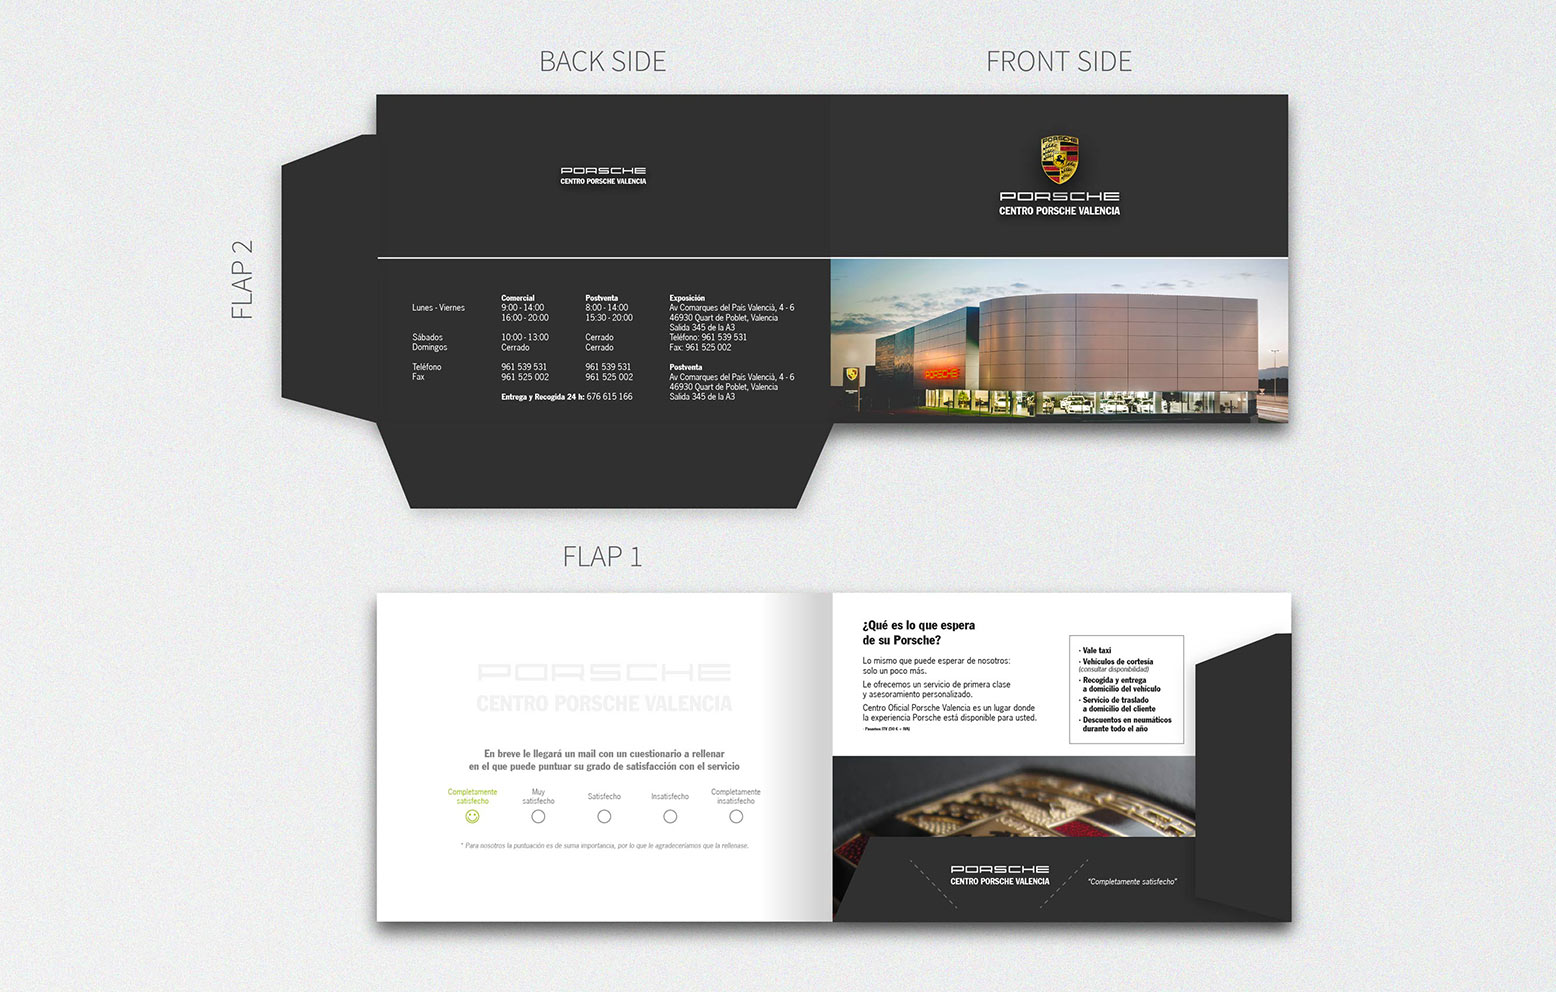 BACK SIDE
FRONT SIDE
FLAP 2
PORSCHE
CENTRO PORSCHE VALENCIA
Comercial Postventa Exposición
Lunes - Viernes 9:00 - 14:00 8:00 - 14:00 Av Comarques del País Valencià, 4 - 6
16:00 - 20:00 15:30 - 20:00 46930 Quart de Poblet, Valencia
Salida 345 de la A3
Sábados 10:00 - 13:00 Cerrado Teléfono: 961 539 531
Domingos Cerrado Cerrado Fax: 961 525 002
Teléfono 961 539 531 961 539 531 Postventa
Fax 961 525 002 961 525 002 Av Comarques del País Valencià, 4 - 6
46930 Quart de Poblet, Valencia
Entrega y Recogida 24 h: 676 615 166 Salida 345 de la A3
PORSCHE
PORSCHE
CENTRO PORSCHE VALENCIA
PORSCHE
FLAP 1
PORSCHE
CENTRO PORSCHE VALENCIA
En breve le llegará un mail con un cuestionario a rellenar
en el que puede puntuar su grado de satisfacción con el servicio
Completamente satisfecho
Muy satisfecho
Satisfecho
Insatisfecho
Completamente insatisfecho
* Para nosotros la puntuación es de suma importancia, por lo que le agradeceríamos que la rellenase.
¿Qué es lo que espera
de su Porsche?
Lo mismo que puede esperar de nosotros:
solo un poco más.
Le ofrecemos un servicio de primera clase
y asesoramiento personalizado.
Centro Oficial Porsche Valencia es un lugar donde
la experiencia Porsche está disponible para usted.
· Vale taxi
· Vehículos de cortesía
(consultar disponibilidad)
· Recogida y entrega
a domicilio del vehículo
· Servicio de traslado
a domicilio del cliente
· Descuentos en neumáticos
durante todo el año
PORSCHE
CENTRO PORSCHE VALENCIA
"Completamente satisfecho"